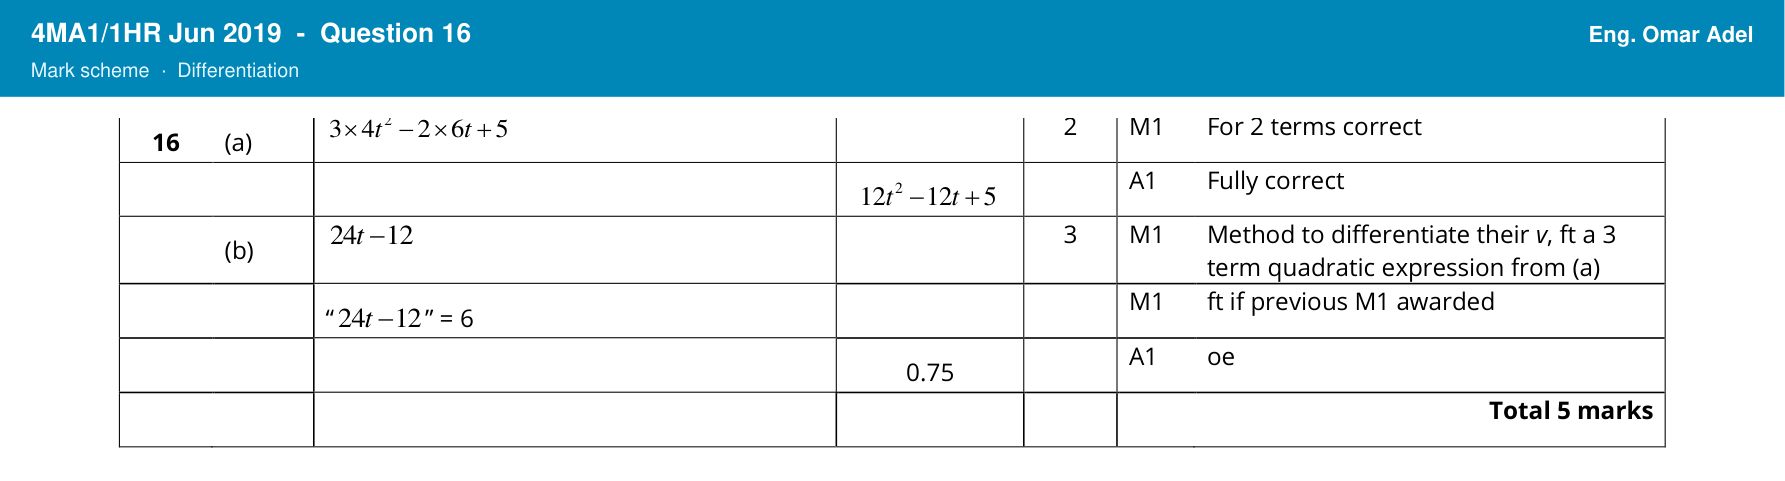 4MA1/1HR Jun 2019 - Question 16
Eng. Omar Adel
Mark scheme · Differentiation
16 (a) 3×4t² −2×6t+5 2 M1 For 2 terms correct
12t² −12t+5 A1 Fully correct
(b) 24t−12 3 M1 Method to differentiate their v, ft a 3
term quadratic expression from (a)
“24t−12” = 6 M1 ft if previous M1 awarded
0.75 A1 oe
Total 5 marks